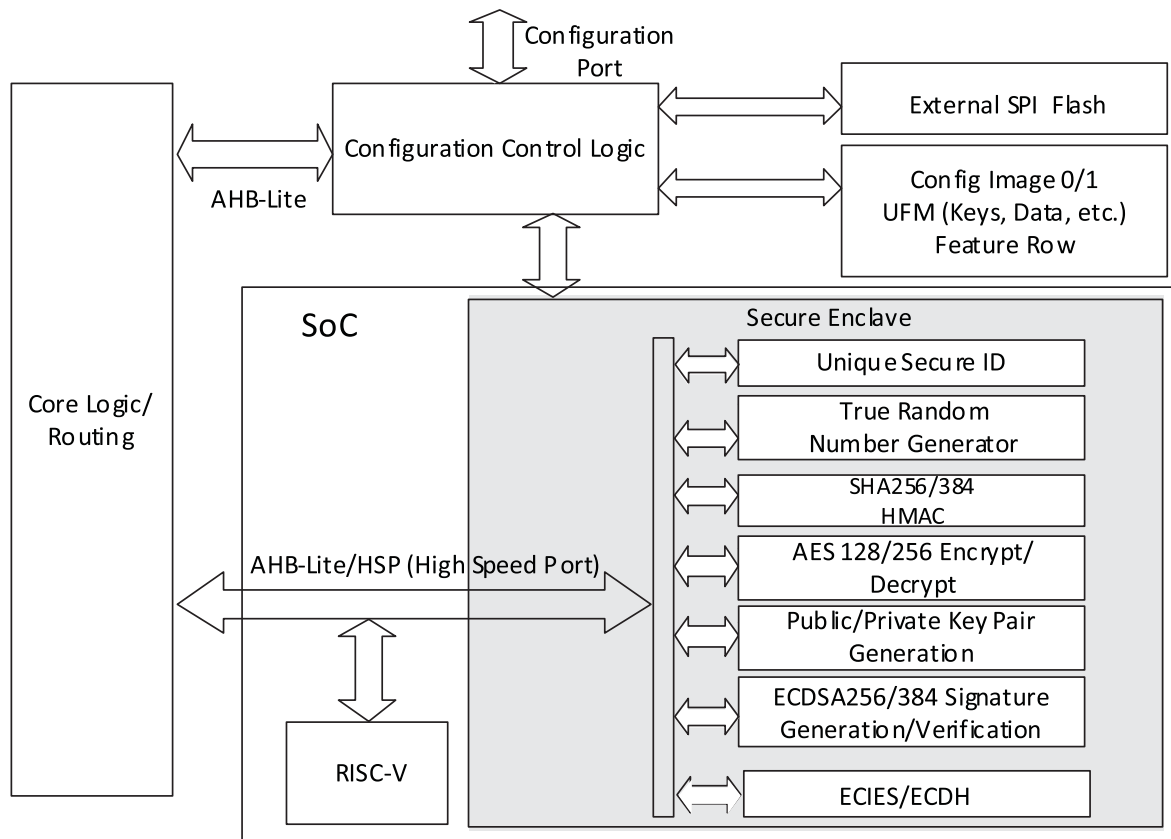 Configuration
Port
External SPI Flash
Configuration Control Logic
AHB-Lite
Config Image 0/1
UFM (Keys, Data, etc.)
Feature Row
SoC
Secure Enclave
Unique Secure ID
Core Logic/
Routing
True Random
Number Generator
SHA256/384
HMAC
AES 128/256 Encrypt/
Decrypt
AHB-Lite/HSP (High Speed Port)
Public/Private Key Pair
Generation
ECDSA256/384 Signature
Generation/Verification
RISC-V
ECIES/ECDH